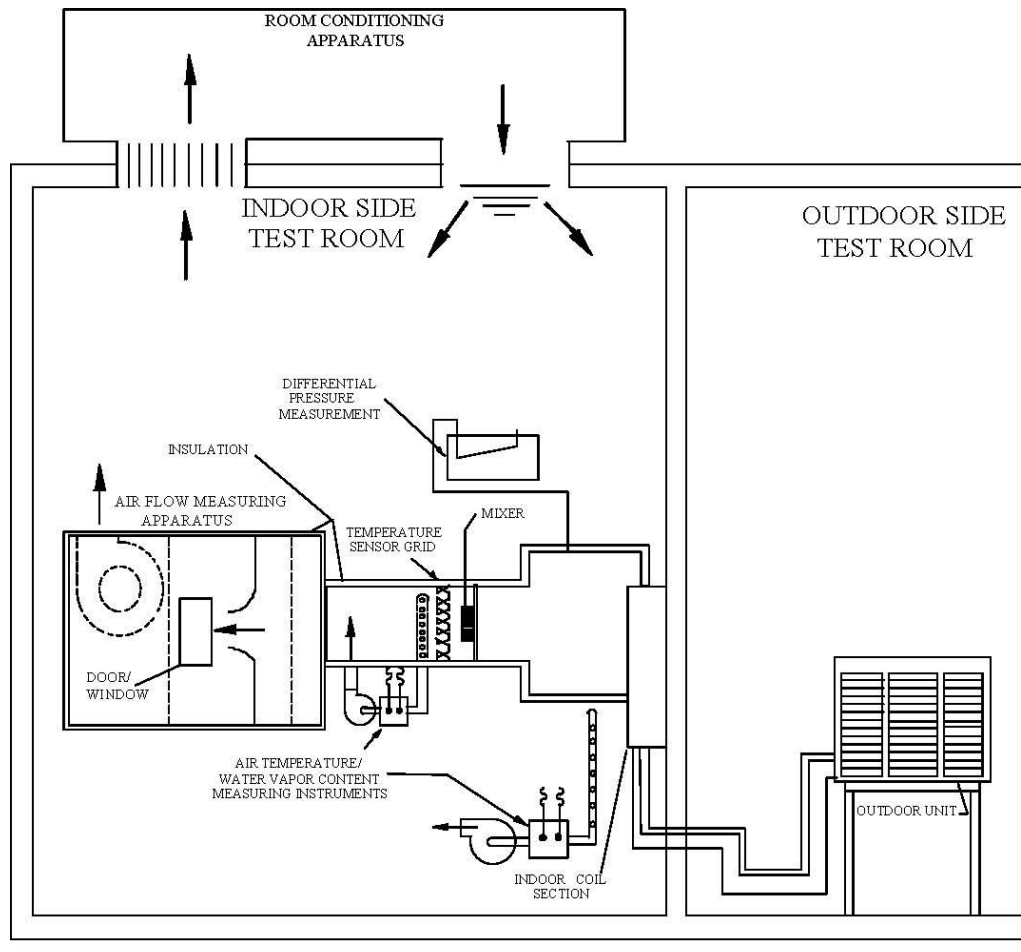 ROOM CONDITIONING
APPARATUS
INDOOR SIDE
TEST ROOM
OUTDOOR SIDE
TEST ROOM
DIFFERENTIAL
PRESSURE
MEASUREMENT
INSULATION
AIR FLOW MEASURING
APPARATUS
MIXER
TEMPERATURE
SENSOR GRID
DOOR/
WINDOW
AIR TEMPERATURE/
WATER VAPOR CONTENT
MEASURING INSTRUMENTS
OUTDOOR UNIT
INDOOR COIL
SECTION